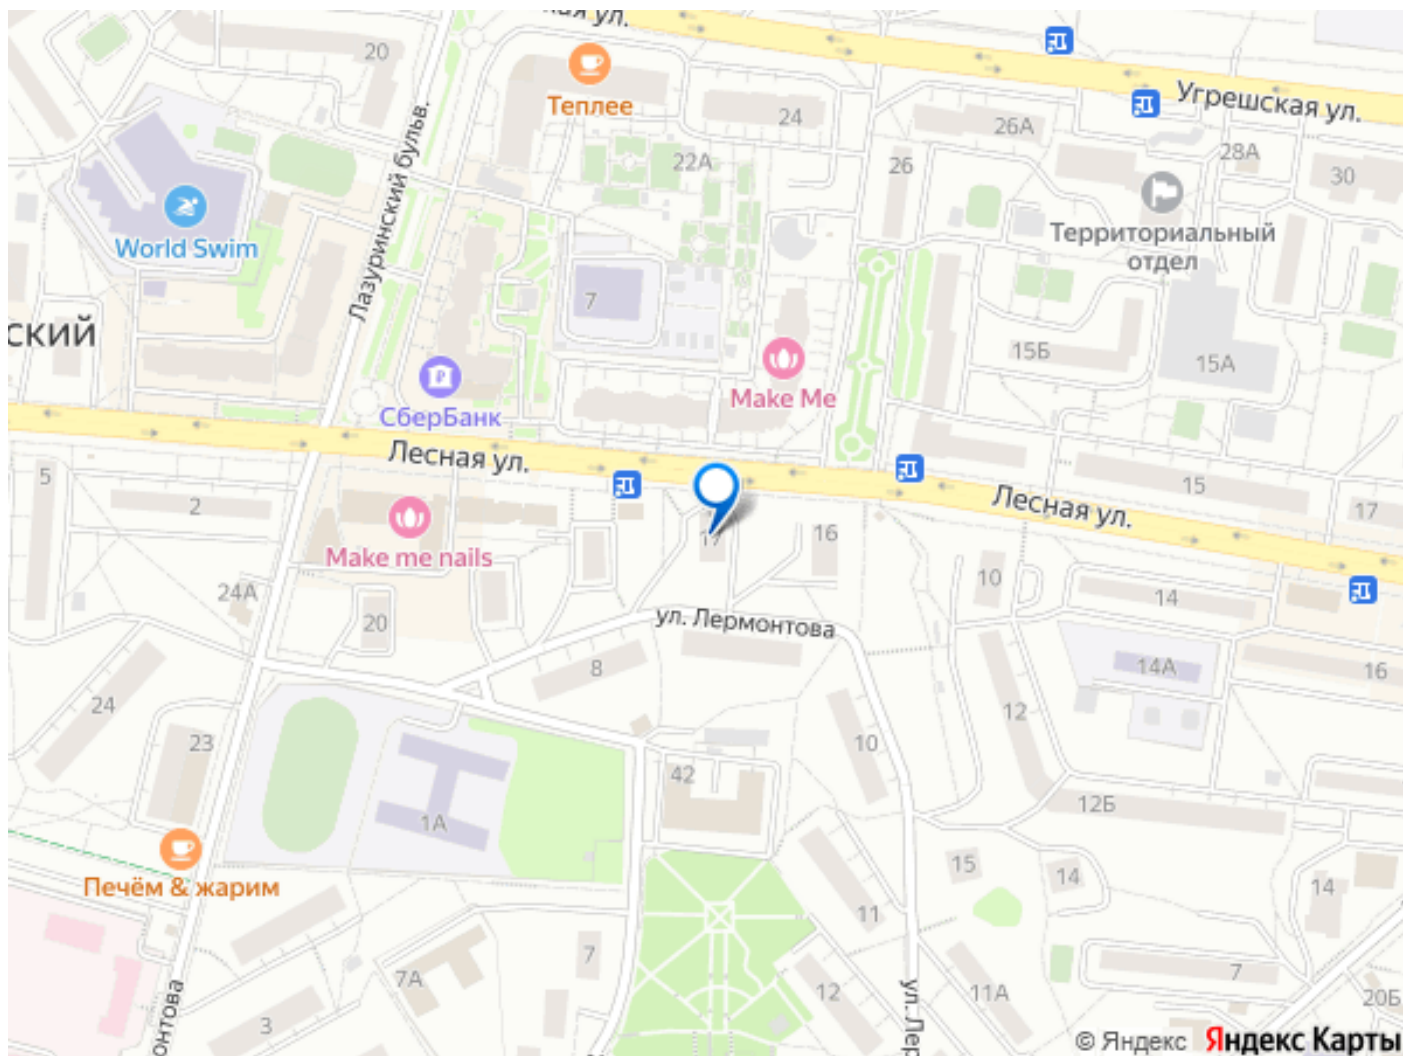 ая ул.
20
Теплее
24
Угрешская ул.
26А
28А
22А
26
30
Лазуринский бульв.
World Swim
Территориальный
отдел
7
ский
15Б
15А
СберБанк
Make Me
Лесная ул.
5
2
Лесная ул.
15
17
Make me nails
17
16
10
24А
14
20
ул. Лермонтова
8
14А
16
24
12
23
10
42
12Б
1А
15
14
14
Печём & жарим
11
7
7А
7
12
11А
20Б
3
онтова
ул. Лер
© Яндекс Яндекс Карты